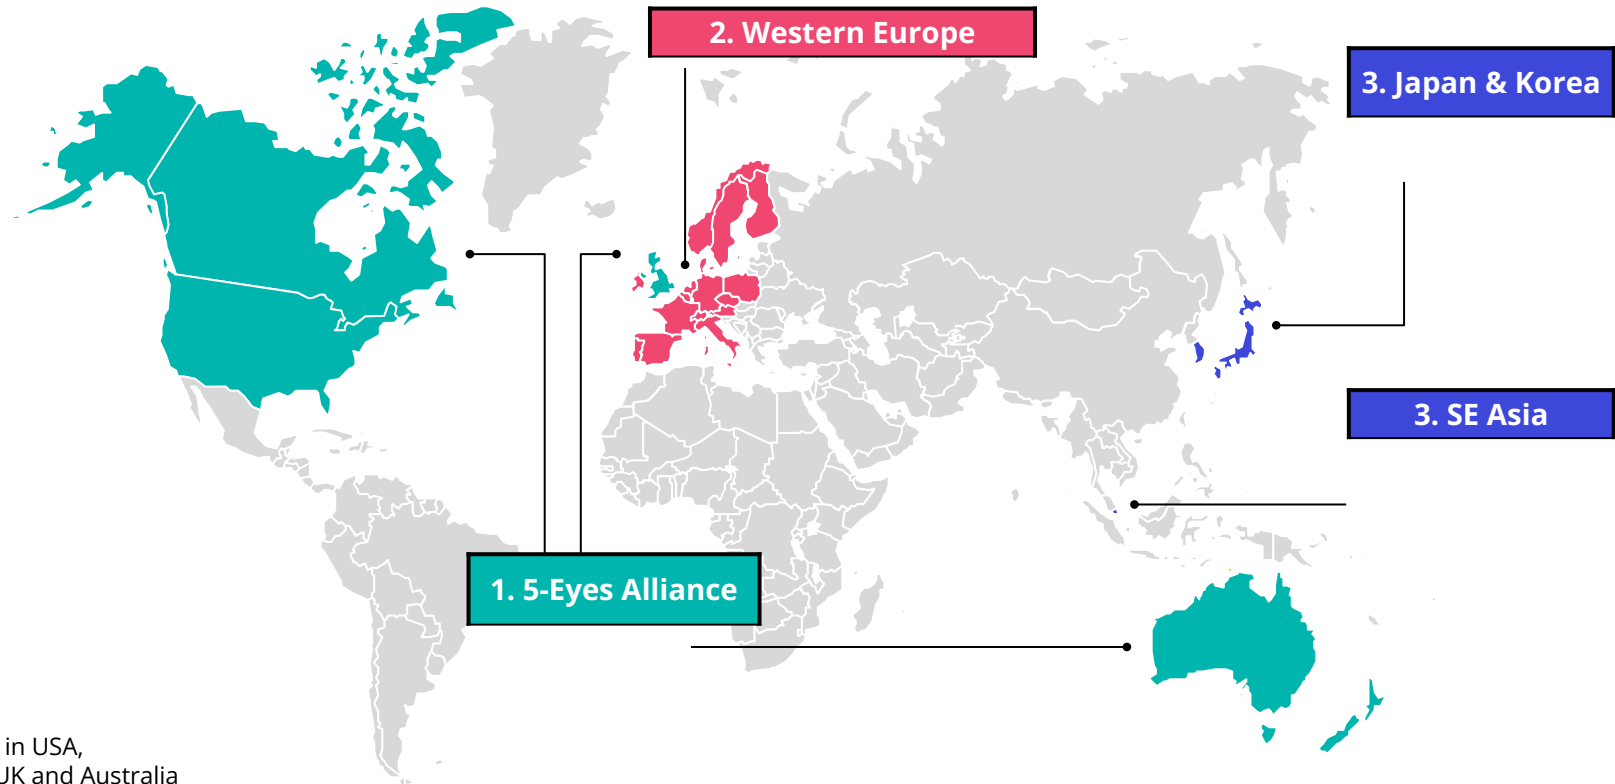 2. Western Europe
3. Japan & Korea
3. SE Asia
1. 5-Eyes Alliance
in USA,
UK and Australia